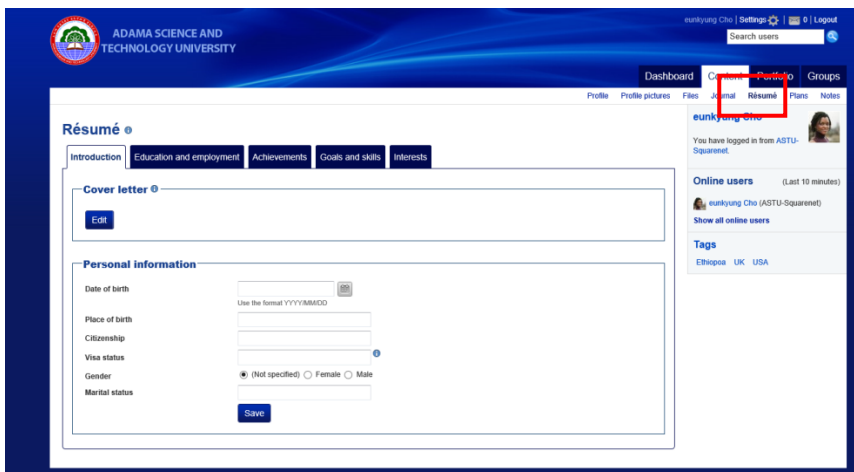 eunkyung Cho | Settings | 0 | Logout
ADAMA SCIENCE AND
TECHNOLOGY UNIVERSITY
Search users
Dashboard Content Portfolio Groups
Profile Profile pictures Files Journal Résumé Plans Notes
Résumé
Introduction Education and employment Achievements Goals and skills Interests
Cover letter
Edit
Personal information
Date of birth
Use the format YYYY/MM/DD
Place of birth
Citizenship
Visa status
Gender (Not specified) Female Male
Marital status
Save
eunkyung Cho
You have logged in from ASTU-
Squarenet.
Online users (Last 10 minutes)
eunkyung Cho (ASTU-Squarenet)
Show all online users
Tags
Ethiopoa UK USA